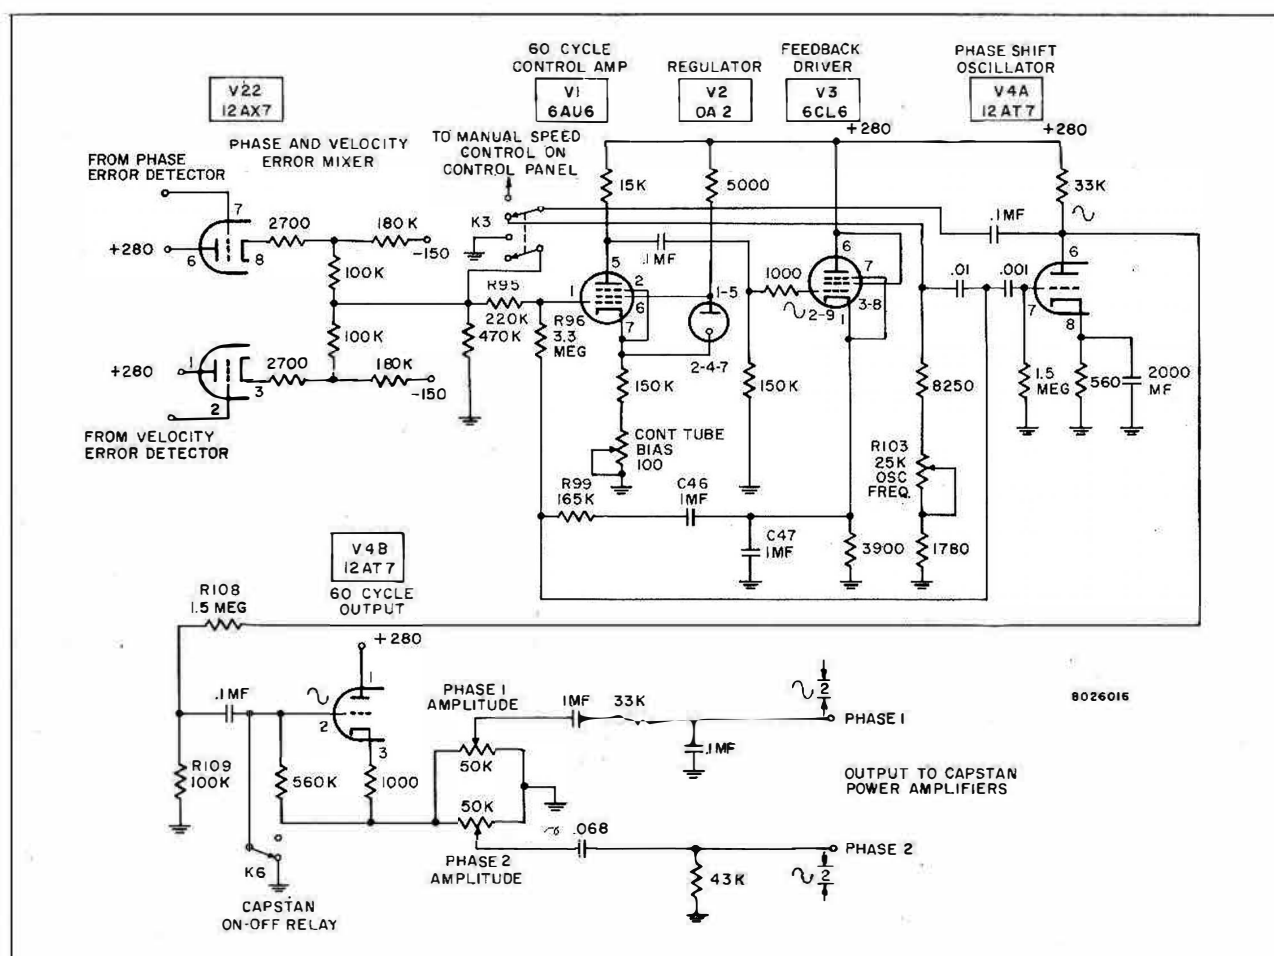 60 CYCLE
CONTROL AMP
REGULATOR
FEEDBACK
DRIVER
PHASE SHIFT
OSCILLATOR
V22
12AX7
V1
6AU6
V2
0A2
V3
6CL6
V4A
12AT7
PHASE AND VELOCITY
ERROR MIXER
TO MANUAL SPEED
CONTROL ON
CONTROL PANEL
+280
+280
FROM PHASE
ERROR DETECTOR
7
2700
180K
+280
6
8
-150
100K
K3
15K
5000
33K
.1MF
.1MF
5
1
2
6
7
1-5
2-4-7
1000
2-9
6
7
3-8
1
.01
.001
6
7
8
R95
220K
470K
R96
3.3
MEG
100K
+280
1
2700
180K
3
2
-150
FROM VELOCITY
ERROR DETECTOR
150K
150K
8250
1.5
MEG
560
2000
MF
CONT TUBE
BIAS
100
R103
25K
OSC
FREQ.
R99
165K
C46
1MF
C47
1MF
3900
1780
V4B
12AT7
60 CYCLE
OUTPUT
R108
1.5 MEG
+280
.1MF
1
2
3
R109
100K
560K
1000
PHASE 1
AMPLITUDE
50K
50K
PHASE 2
AMPLITUDE
1MF
33K
.1MF
2
PHASE 1
8026015
OUTPUT TO CAPSTAN
POWER AMPLIFIERS
.068
43K
PHASE 2
2
K6
CAPSTAN
ON-OFF RELAY